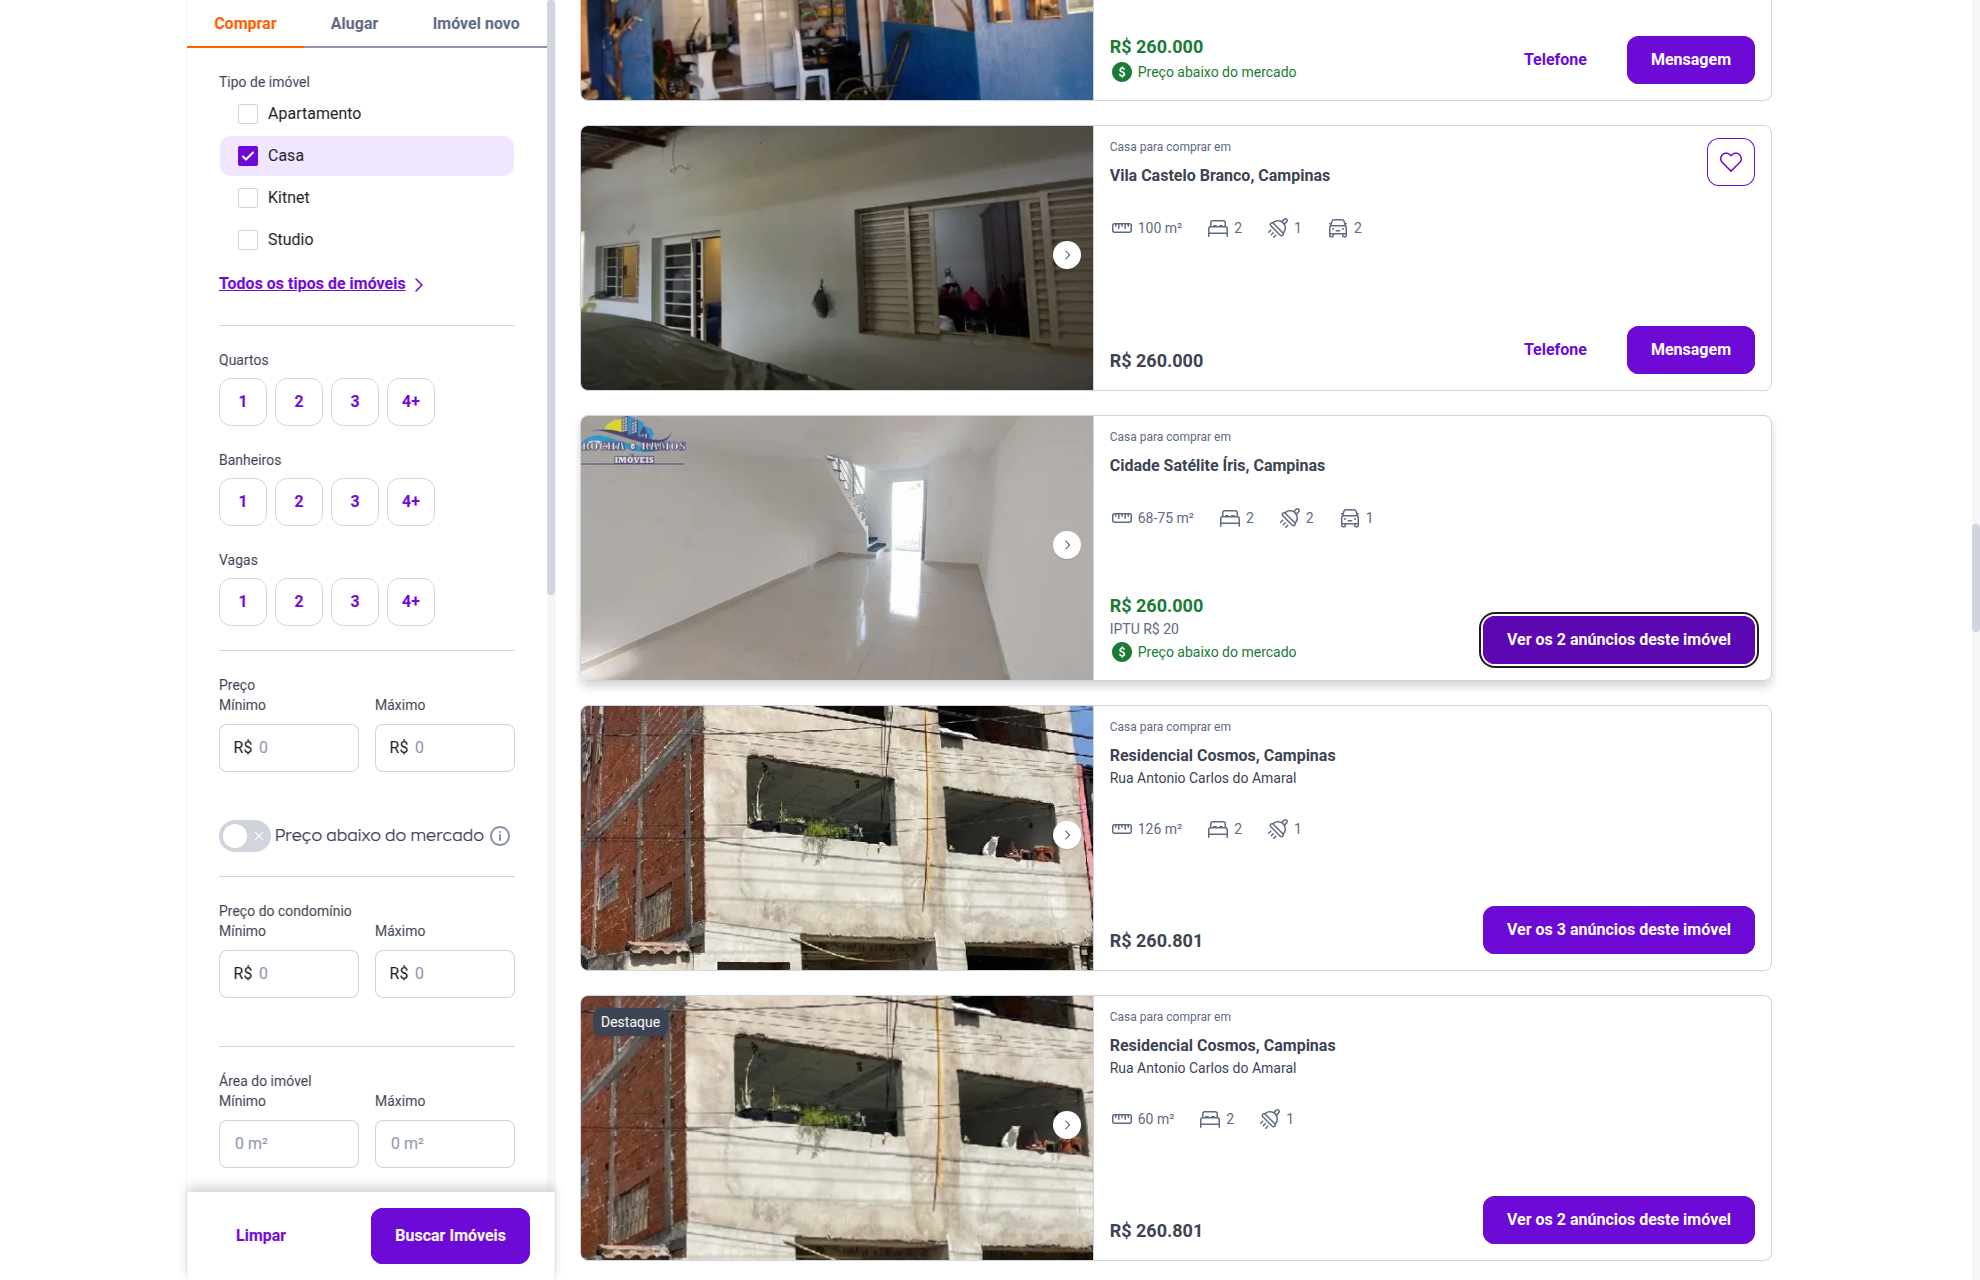 Comprar
Alugar
Imóvel novo
Tipo de imóvel
Apartamento
Casa
Kitnet
Studio
Todos os tipos de imóveis
Quartos
1
2
3
4+
Banheiros
1
2
3
4+
Vagas
1
2
3
4+
Preço
Mínimo
Máximo
R$ 0
R$ 0
Preço abaixo do mercado
Preço do condomínio
Mínimo
Máximo
R$ 0
R$ 0
Área do imóvel
Mínimo
Máximo
0 m²
0 m²
Limpar
Buscar Imóveis
R$ 260.000
Preço abaixo do mercado
Telefone
Mensagem
Casa para comprar em
Vila Castelo Branco, Campinas
100 m²
2
1
2
R$ 260.000
Telefone
Mensagem
ROCHA e RAMOS
IMÓVEIS
Casa para comprar em
Cidade Satélite Íris, Campinas
68-75 m²
2
2
1
R$ 260.000
IPTU R$ 20
Preço abaixo do mercado
Ver os 2 anúncios deste imóvel
Casa para comprar em
Residencial Cosmos, Campinas
Rua Antonio Carlos do Amaral
126 m²
2
1
R$ 260.801
Ver os 3 anúncios deste imóvel
Destaque
Casa para comprar em
Residencial Cosmos, Campinas
Rua Antonio Carlos do Amaral
60 m²
2
1
R$ 260.801
Ver os 2 anúncios deste imóvel